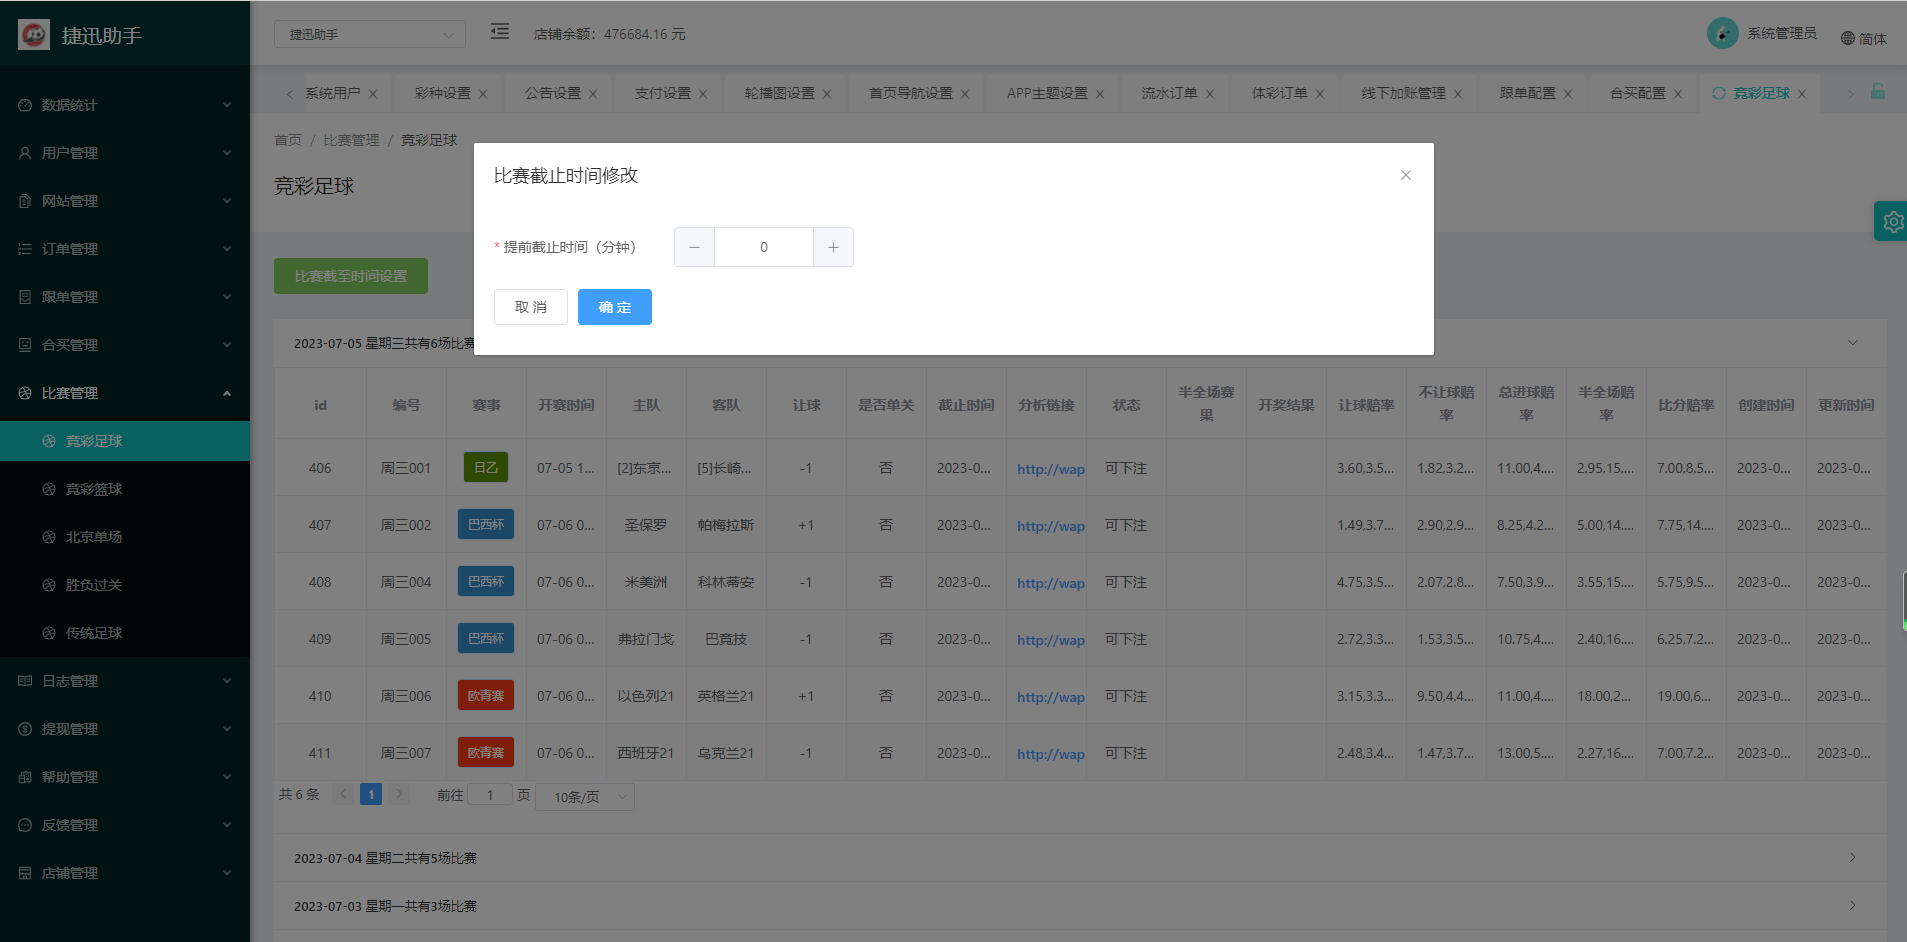 捷迅助手
捷迅助手
店铺余额：476684.16 元
系统管理员
简体
数据统计
用户管理
网站管理
订单管理
跟单管理
合买管理
比赛管理
竞彩足球
竞彩篮球
北京单场
胜负过关
传统足球
日志管理
提现管理
帮助管理
反馈管理
店铺管理
系统用户 彩种设置 公告设置 支付设置 轮播图设置 首页导航设置 APP主题设置 流水订单 体彩订单 线下加账管理 跟单配置 合买配置 竞彩足球
首页 / 比赛管理 / 竞彩足球
竞彩足球
比赛截止时间修改
* 提前截止时间（分钟） − 0 +
取 消 确 定
比赛截至时间设置
2023-07-05 星期三共有6场比赛
id 编号 赛事 开赛时间 主队 客队 让球 是否单关 截止时间 分析链接 状态 半全场赛果 开奖结果 让球赔率 不让球赔率 总进球赔率 半全场赔率 比分赔率 创建时间 更新时间
406 周三001 日乙 07-05 1... [2]东京... [5]长崎... -1 否 2023-0... http://wap 可下注 3.60,3.5... 1.82,3.2... 11.00,4.... 2.95,15.... 7.00,8.5... 2023-0... 2023-0...
407 周三002 巴西杯 07-06 0... 圣保罗 帕梅拉斯 +1 否 2023-0... http://wap 可下注 1.49,3.7... 2.90,2.9... 8.25,4.2... 5.00,14.... 7.75,14.... 2023-0... 2023-0...
408 周三004 巴西杯 07-06 0... 米美洲 科林蒂安 -1 否 2023-0... http://wap 可下注 4.75,3.5... 2.07,2.8... 7.50,3.9... 3.55,15.... 5.75,9.5... 2023-0... 2023-0...
409 周三005 巴西杯 07-06 0... 弗拉门戈 巴竞技 -1 否 2023-0... http://wap 可下注 2.72,3.3... 1.53,3.5... 10.75,4.... 2.40,16.... 6.25,7.2... 2023-0... 2023-0...
410 周三006 欧青赛 07-06 0... 以色列21 英格兰21 +1 否 2023-0... http://wap 可下注 3.15,3.3... 9.50,4.4... 11.00,4.... 18.00,2... 19.00,6... 2023-0... 2023-0...
411 周三007 欧青赛 07-06 0... 西班牙21 乌克兰21 -1 否 2023-0... http://wap 可下注 2.48,3.4... 1.47,3.7... 13.00,5.... 2.27,16.... 7.00,7.2... 2023-0... 2023-0...
共 6 条 1 前往 1 页 10条/页
2023-07-04 星期二共有5场比赛
2023-07-03 星期一共有3场比赛